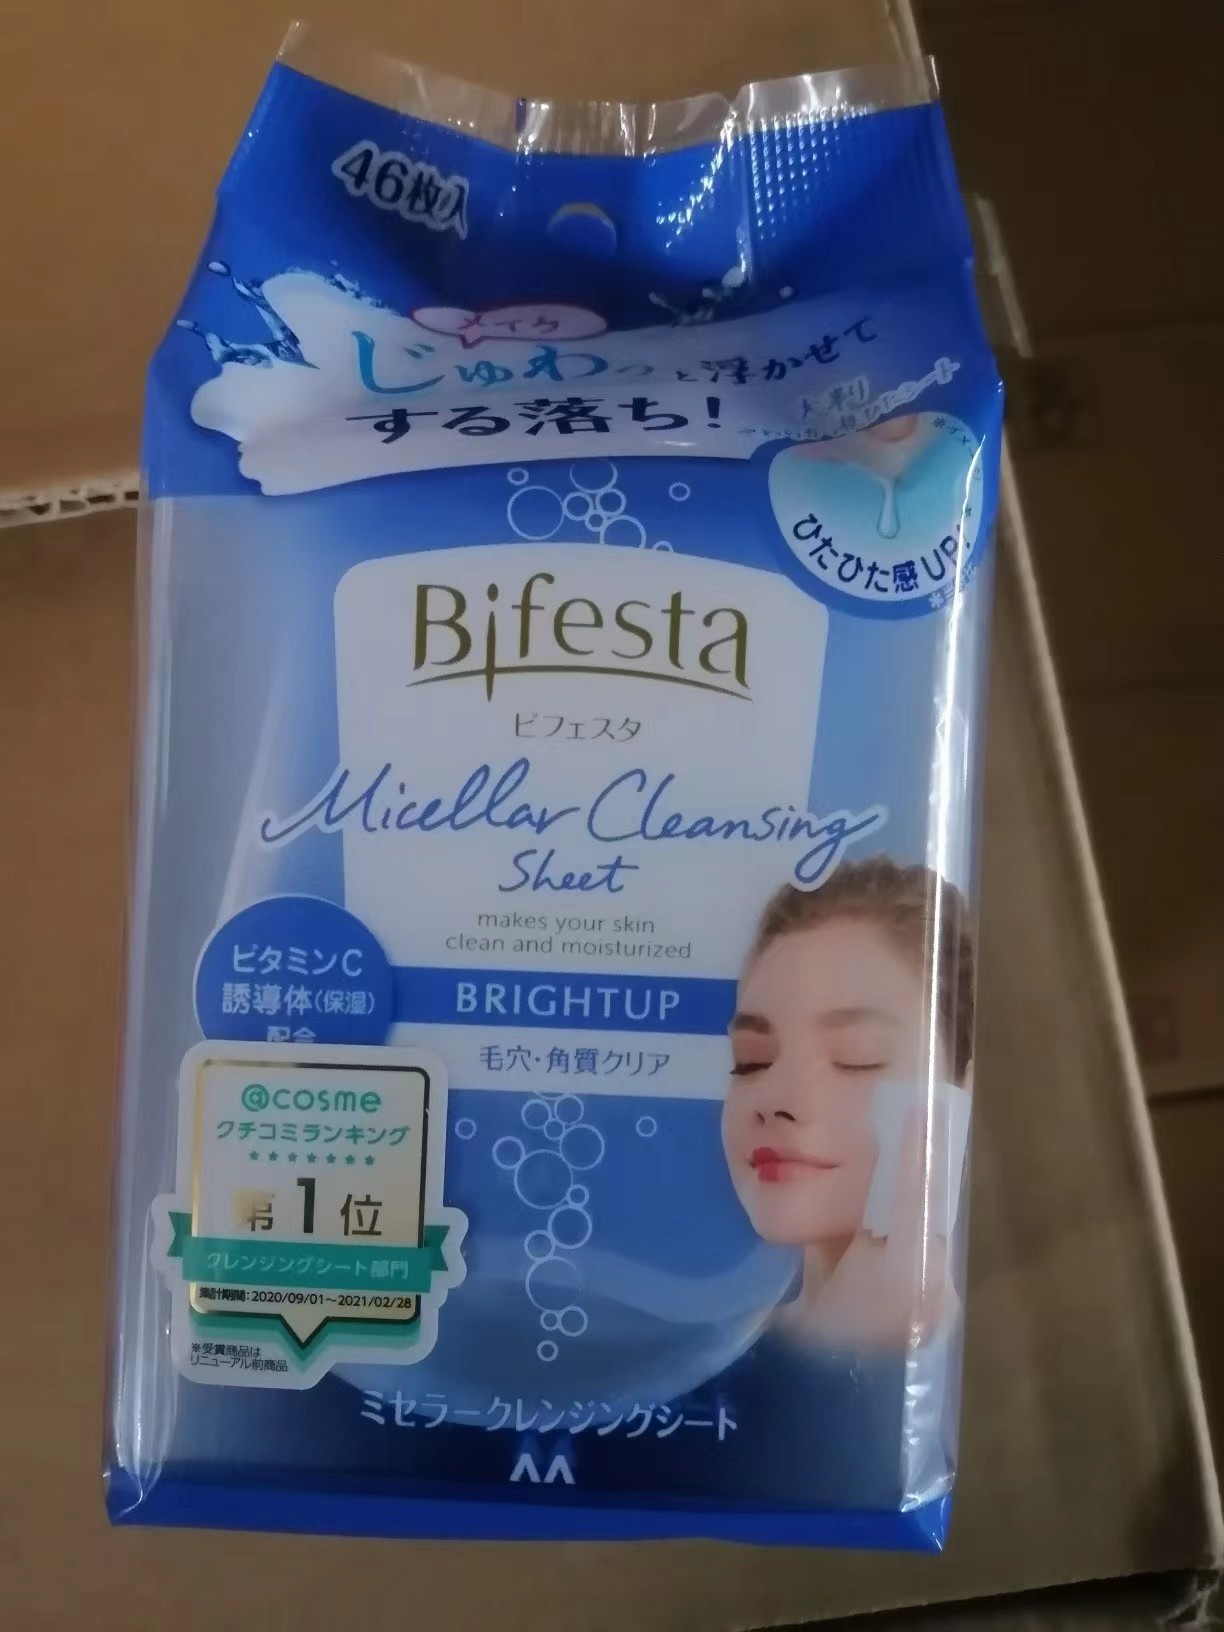 46枚入
メイク
じゅわっと浮かせて
する落ち!
ひたひた感UP!*
Bifesta
ビフェスタ
Micellar Cleansing
Sheet
makes your skin
clean and moisturized
ビタミンC
誘導体(保湿)
配合
BRIGHTUP
毛穴・角質クリア
@cosme
クチコミランキング
★★★★★★★
第1位
クレンジングシート部門
集計期間:2020/09/01〜2021/02/28
※受賞商品は
リニューアル前商品
ミセラークレンジングシート